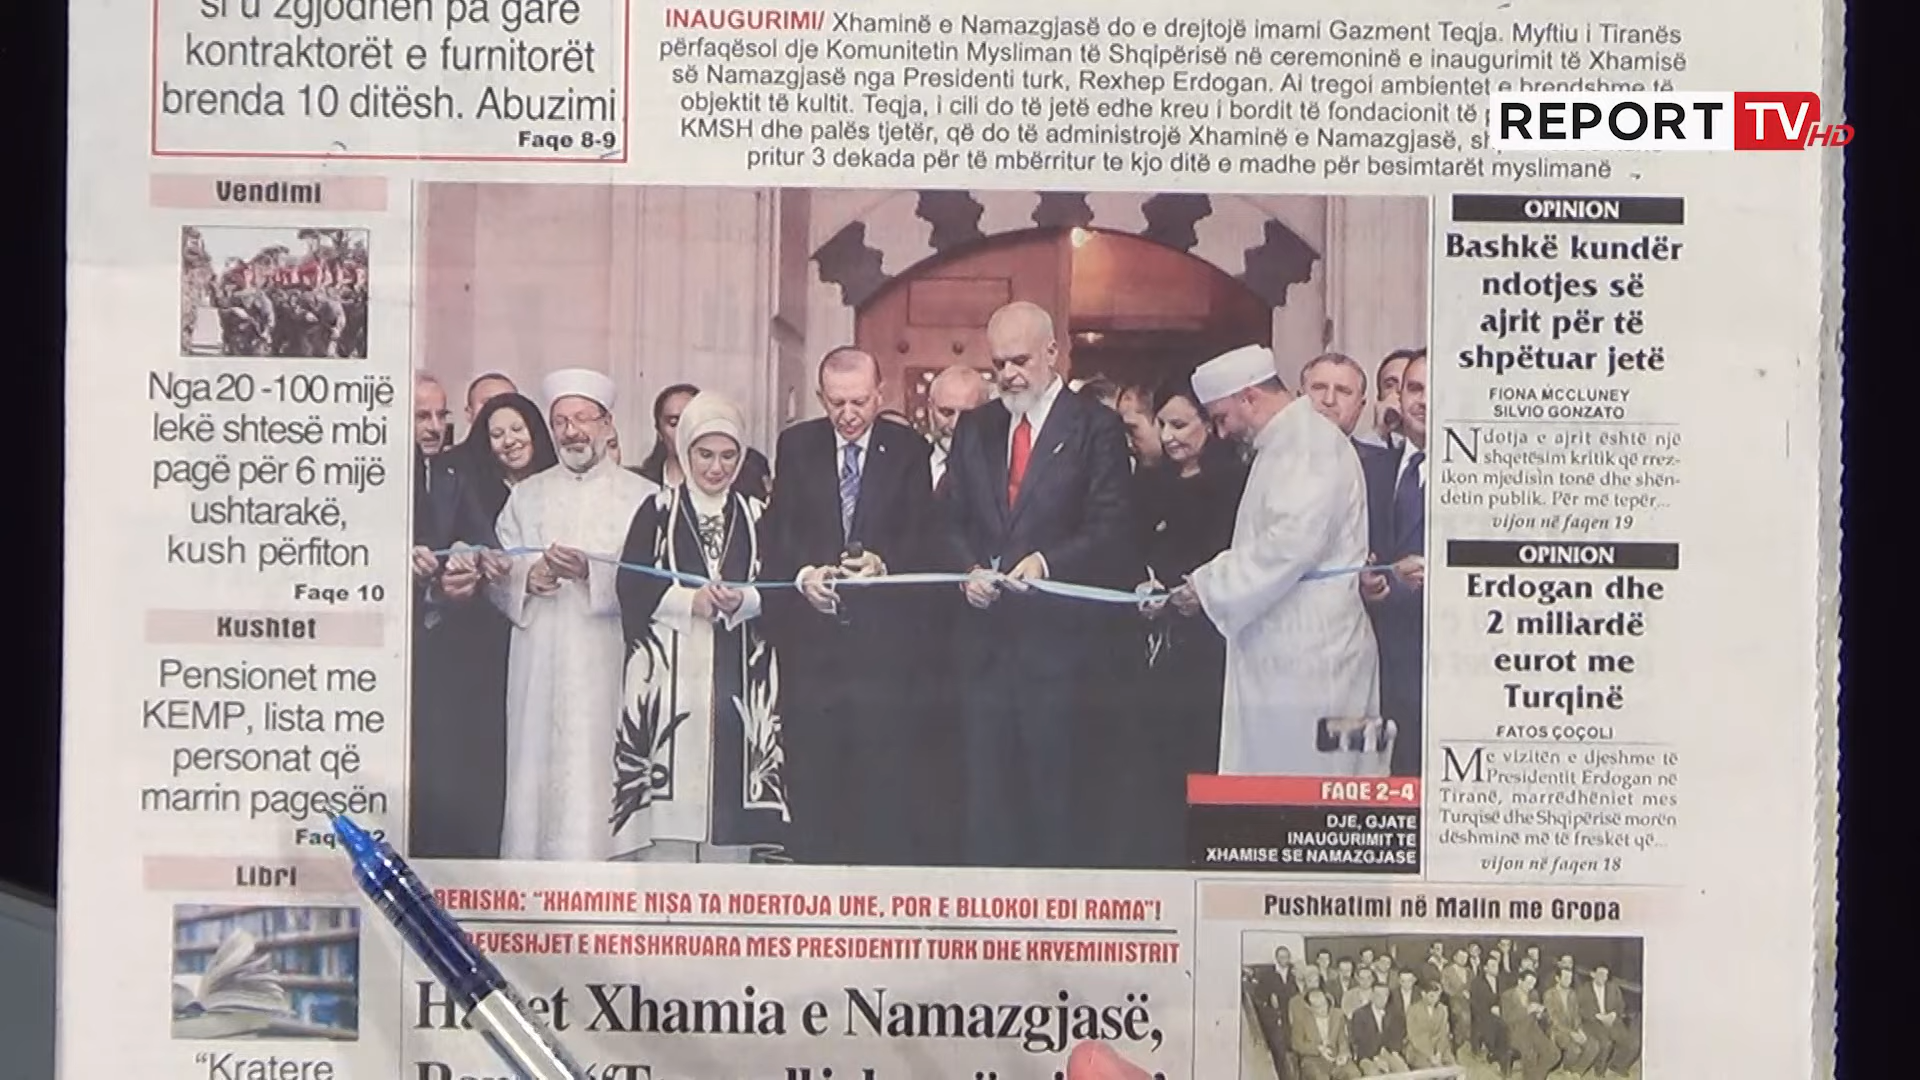 si u zgjodhën pa garë
kontraktorët e furnitorët
brenda 10 ditësh. Abuzimi
Faqe 8-9
INAUGURIMI/ Xhaminë e Namazgjasë do e drejtojë imami Gazment Teqja. Myftiu i Tiranës
përfaqësoi dje Komunitetin Mysliman të Shqipërisë në ceremoninë e inaugurimit të Xhamisë
së Namazgjasë nga Presidenti turk, Rexhep Erdogan. Ai tregoi ambientet e brendshme të
objektit të kultit. Teqja, i cili do të jetë edhe kreu i bordit të fondacionit të
KMSH dhe palës tjetër, që do të administrojë Xhaminë e Namazgjasë,
pritur 3 dekada për të mbërritur te kjo ditë e madhe për besimtarët myslimanë
REPORT TV HD
Vendimi
Nga 20 -100 mijë
lekë shtesë mbi
pagë për 6 mijë
ushtarakë,
kush përfiton
Faqe 10
Kushtet
Pensionet me
KEMP, lista me
personat që
marrin pagesën
Libri
"Kratere
FAQE 2-4
DJE, GJATE
INAUGURIMIT TE
XHAMISE SE NAMAZGJASE
OPINION
Bashkë kundër
ndotjes së
ajrit për të
shpëtuar jetë
FIONA MCCLUNEY
SILVIO GONZATO
Ndotja e ajrit është një
shqetësim kritik që rrez-
ikon mjedisin tonë dhe shën-
detin publik. Për më tepër...
vijon në faqen 19
OPINION
Erdogan dhe
2 miliardë
eurot me
Turqinë
FATOS ÇOÇOLI
Me vizitën e djeshme të
Presidentit Erdogan në
Tiranë, marrëdhëniet mes
Turqisë dhe Shqipërisë morën
dëshminë më të freskët që...
vijon në faqen 18
BERISHA: "XHAMINE NISA TA NDERTOJA UNE, POR E BLLOKOI EDI RAMA"!
E NENSHKRUARA MES PRESIDENTIT TURK DHE KRYEMINISTRIT
Xhamia e Namazgjasë,
Pushkatimi në Malin me Gropa